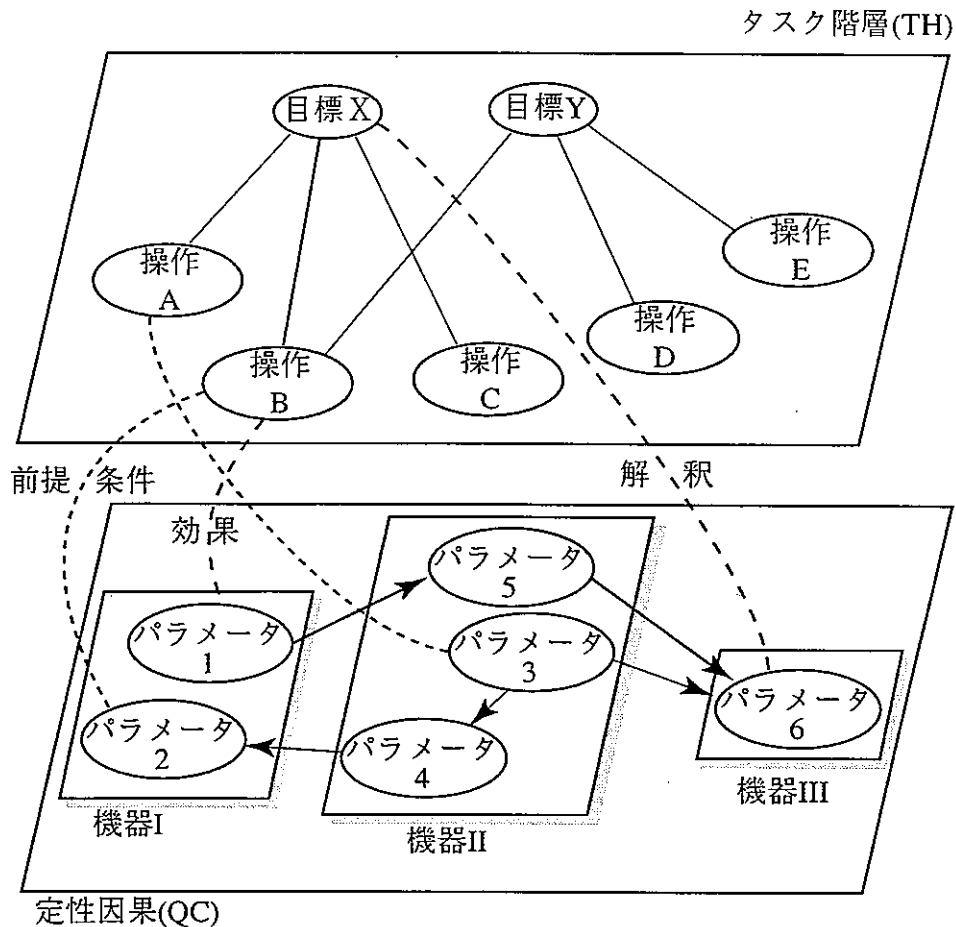 タスク階層(TH)
目標X
目標Y
操作
A
操作
B
操作
C
操作
D
操作
E
前提条件
効果
解釈
パラメータ
1
パラメータ
2
パラメータ
5
パラメータ
3
パラメータ
4
パラメータ
6
機器I
機器II
機器III
定性因果(QC)